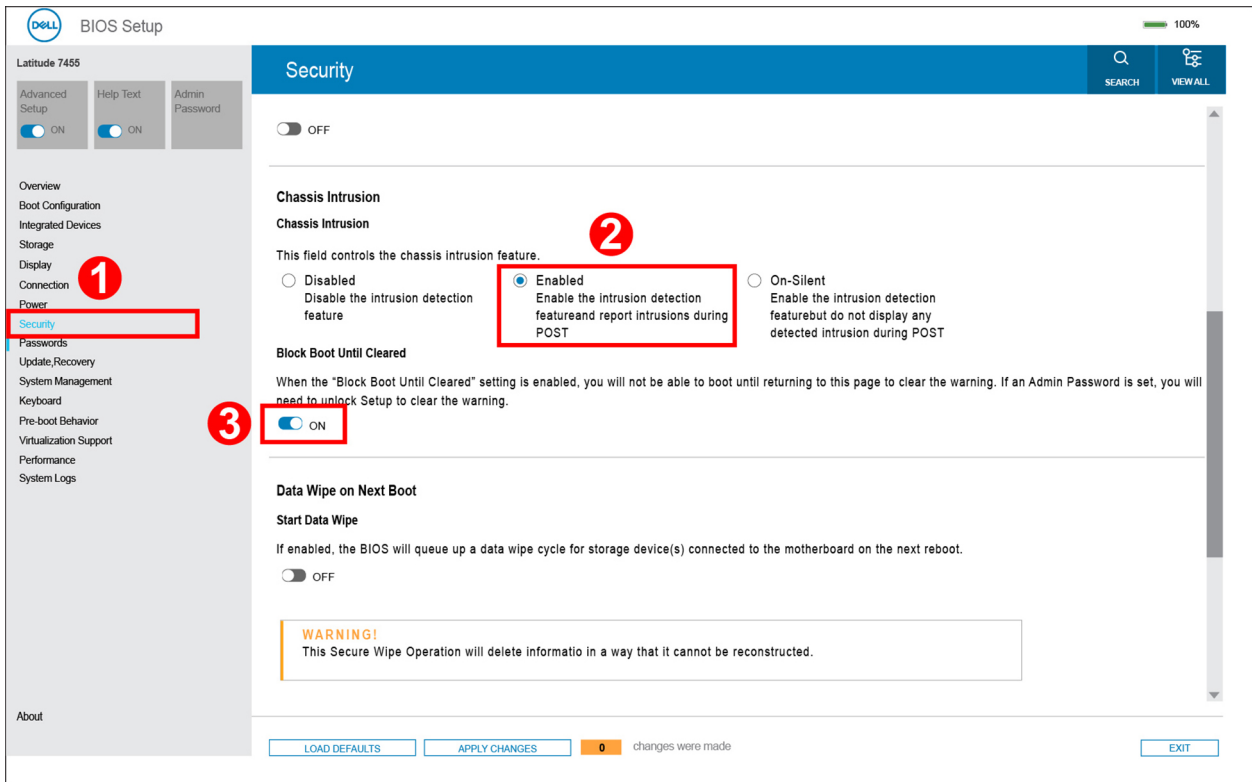 DELL
BIOS Setup
100%
Latitude 7455
Advanced Setup
ON
Help Text
ON
Admin Password
Security
SEARCH
VIEW ALL
Overview
Boot Configuration
Integrated Devices
Storage
Display
Connection
Power
Security
Passwords
Update,Recovery
System Management
Keyboard
Pre-boot Behavior
Virtualization Support
Performance
System Logs
About
1
OFF
Chassis Intrusion
Chassis Intrusion
2
This field controls the chassis intrusion feature.
Disabled
Disable the intrusion detection
feature
Enabled
Enable the intrusion detection
featureand report intrusions during
POST
On-Silent
Enable the intrusion detection
featurebut do not display any
detected intrusion during POST
Block Boot Until Cleared
When the “Block Boot Until Cleared” setting is enabled, you will not be able to boot until returning to this page to clear the warning. If an Admin Password is set, you will
need to unlock Setup to clear the warning.
3
ON
Data Wipe on Next Boot
Start Data Wipe
If enabled, the BIOS will queue up a data wipe cycle for storage device(s) connected to the motherboard on the next reboot.
OFF
WARNING!
This Secure Wipe Operation will delete informatio in a way that it cannot be reconstructed.
LOAD DEFAULTS
APPLY CHANGES
0
changes were made
EXIT